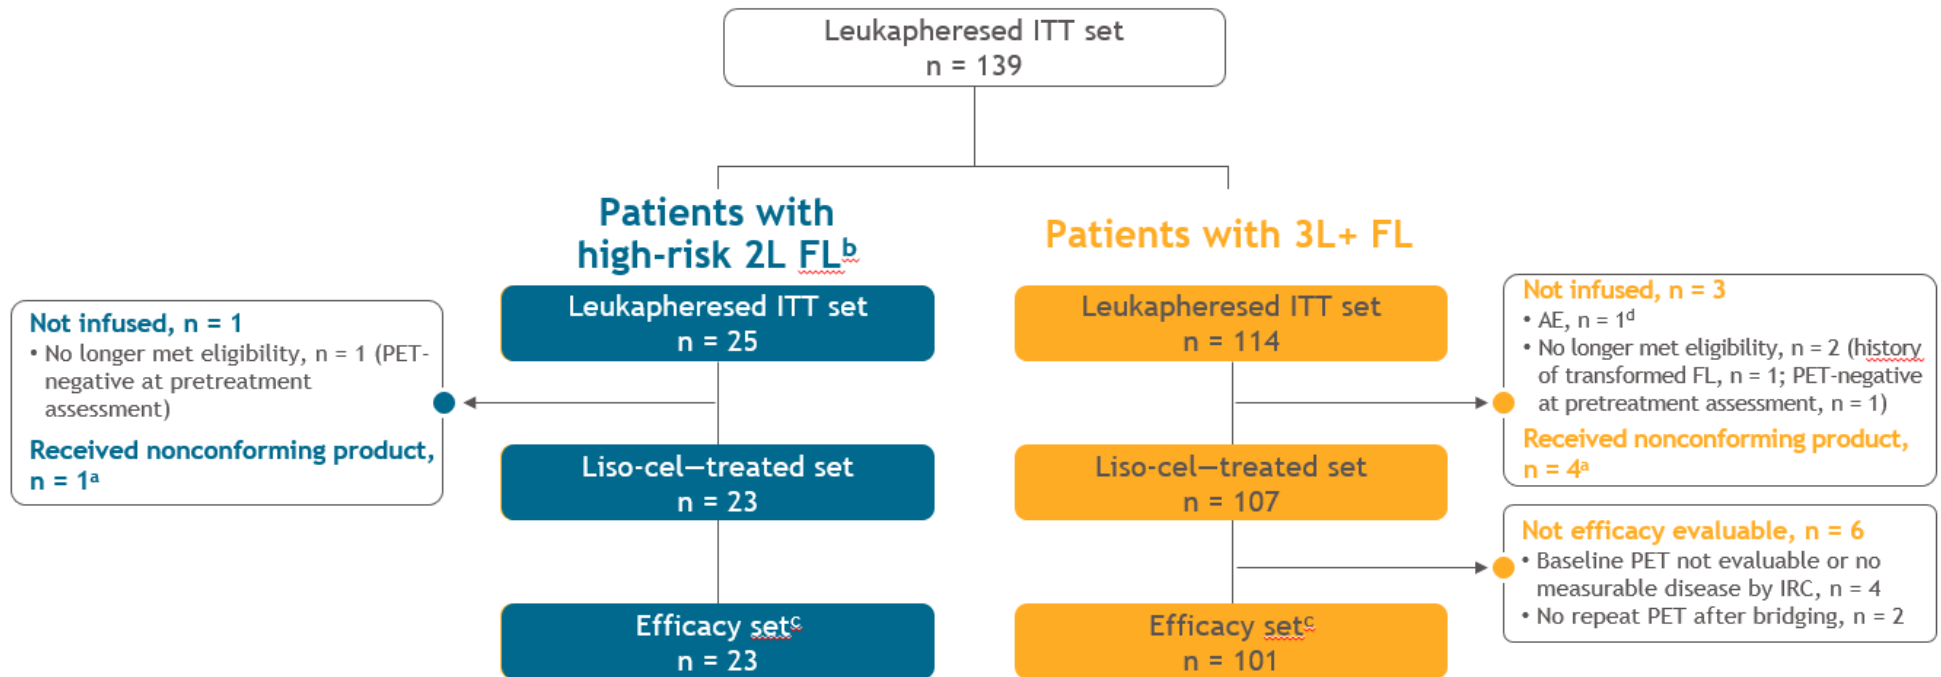 Leukapheresed ITT set
n = 139
Patients with
high-risk 2L FLᵇ
Patients with 3L+ FL
Leukapheresed ITT set
n = 25
Leukapheresed ITT set
n = 114
Not infused, n = 1
• No longer met eligibility, n = 1 (PET-
negative at pretreatment
assessment)
Received nonconforming product,
n = 1ᵃ
Not infused, n = 3
• AE, n = 1ᵈ
• No longer met eligibility, n = 2 (history
of transformed FL, n = 1; PET-negative
at pretreatment assessment, n = 1)
Received nonconforming product,
n = 4ᵃ
Liso-cel—treated set
n = 23
Liso-cel—treated set
n = 107
Not efficacy evaluable, n = 6
• Baseline PET not evaluable or no
measurable disease by IRC, n = 4
• No repeat PET after bridging, n = 2
Efficacy setᶜ
n = 23
Efficacy setᶜ
n = 101